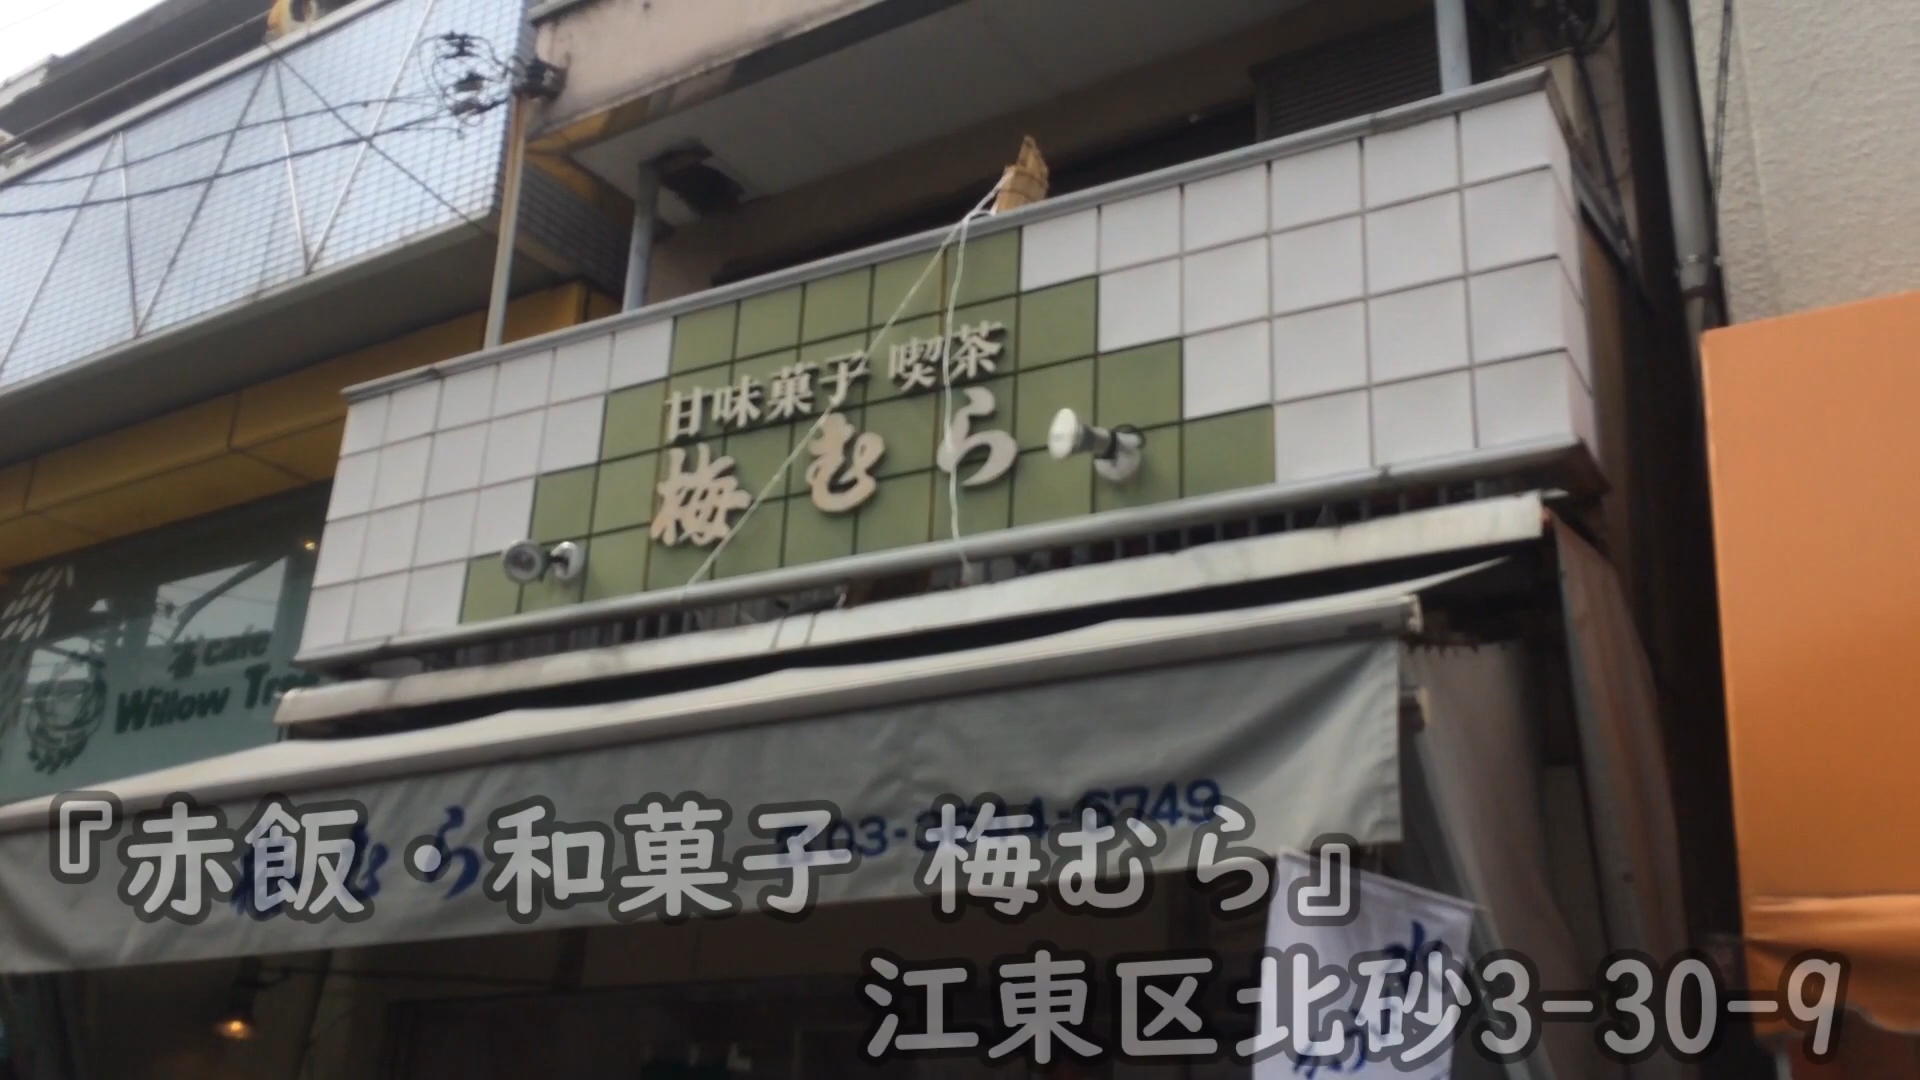 甘味菓子 喫茶
梅むら
cafe
Willow
『赤飯・和菓子 梅むら』
江東区北砂3-30-9